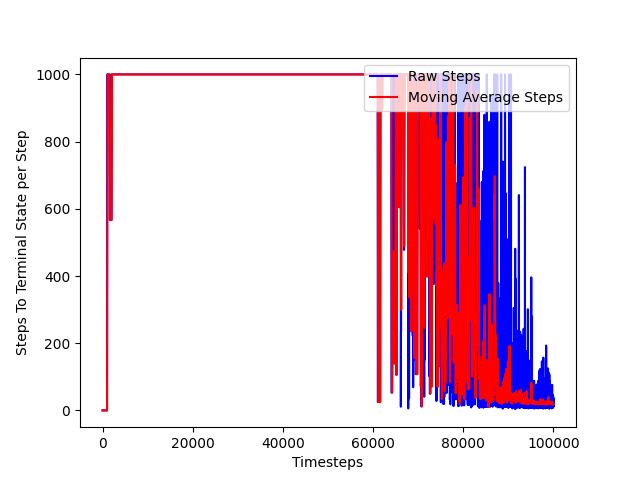 Raw Steps
Moving Average Steps
Steps To Terminal State per Step
1000
800
600
400
200
0
0 20000 40000 60000 80000 100000
Timesteps